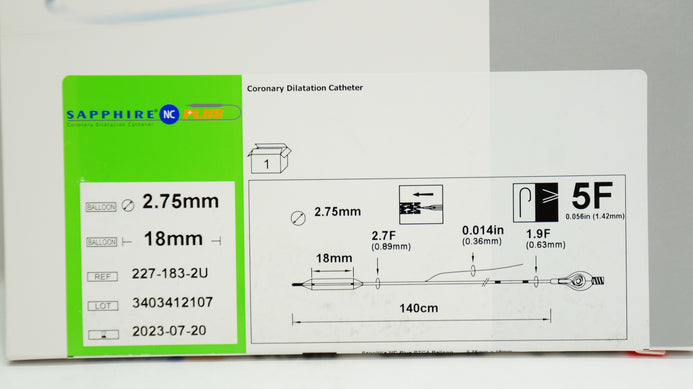 Coronary Dilatation Catheter
SAPPHIRE® NC PLUS
Coronary Dilatation Catheter
1
BALLOON 2.75mm
BALLOON 18mm
REF 227-183-2U
LOT 3403412107
2023-07-20
2.75mm
5F
0.056in (1.42mm)
2.7F
(0.89mm)
0.014in
(0.36mm)
1.9F
(0.63mm)
18mm
140cm